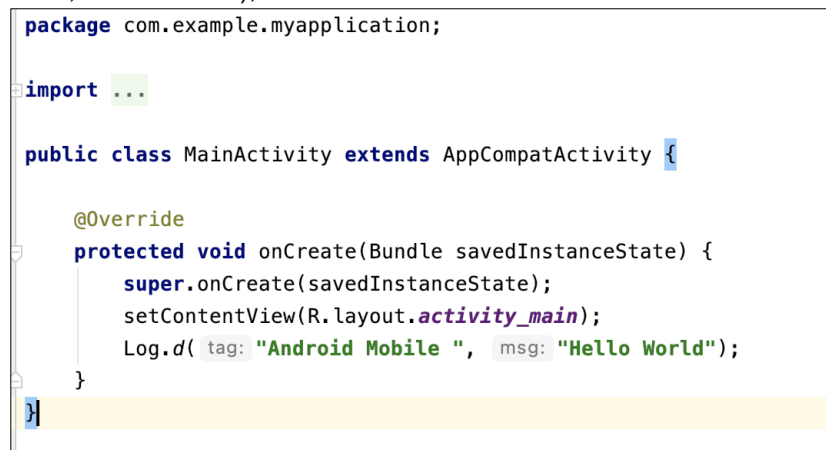 package com.example.myapplication;
import ...
public class MainActivity extends AppCompatActivity {
@Override
protected void onCreate(Bundle savedInstanceState) {
super.onCreate(savedInstanceState);
setContentView(R.layout.activity_main);
Log.d( tag: "Android Mobile ", msg: "Hello World");
}
}